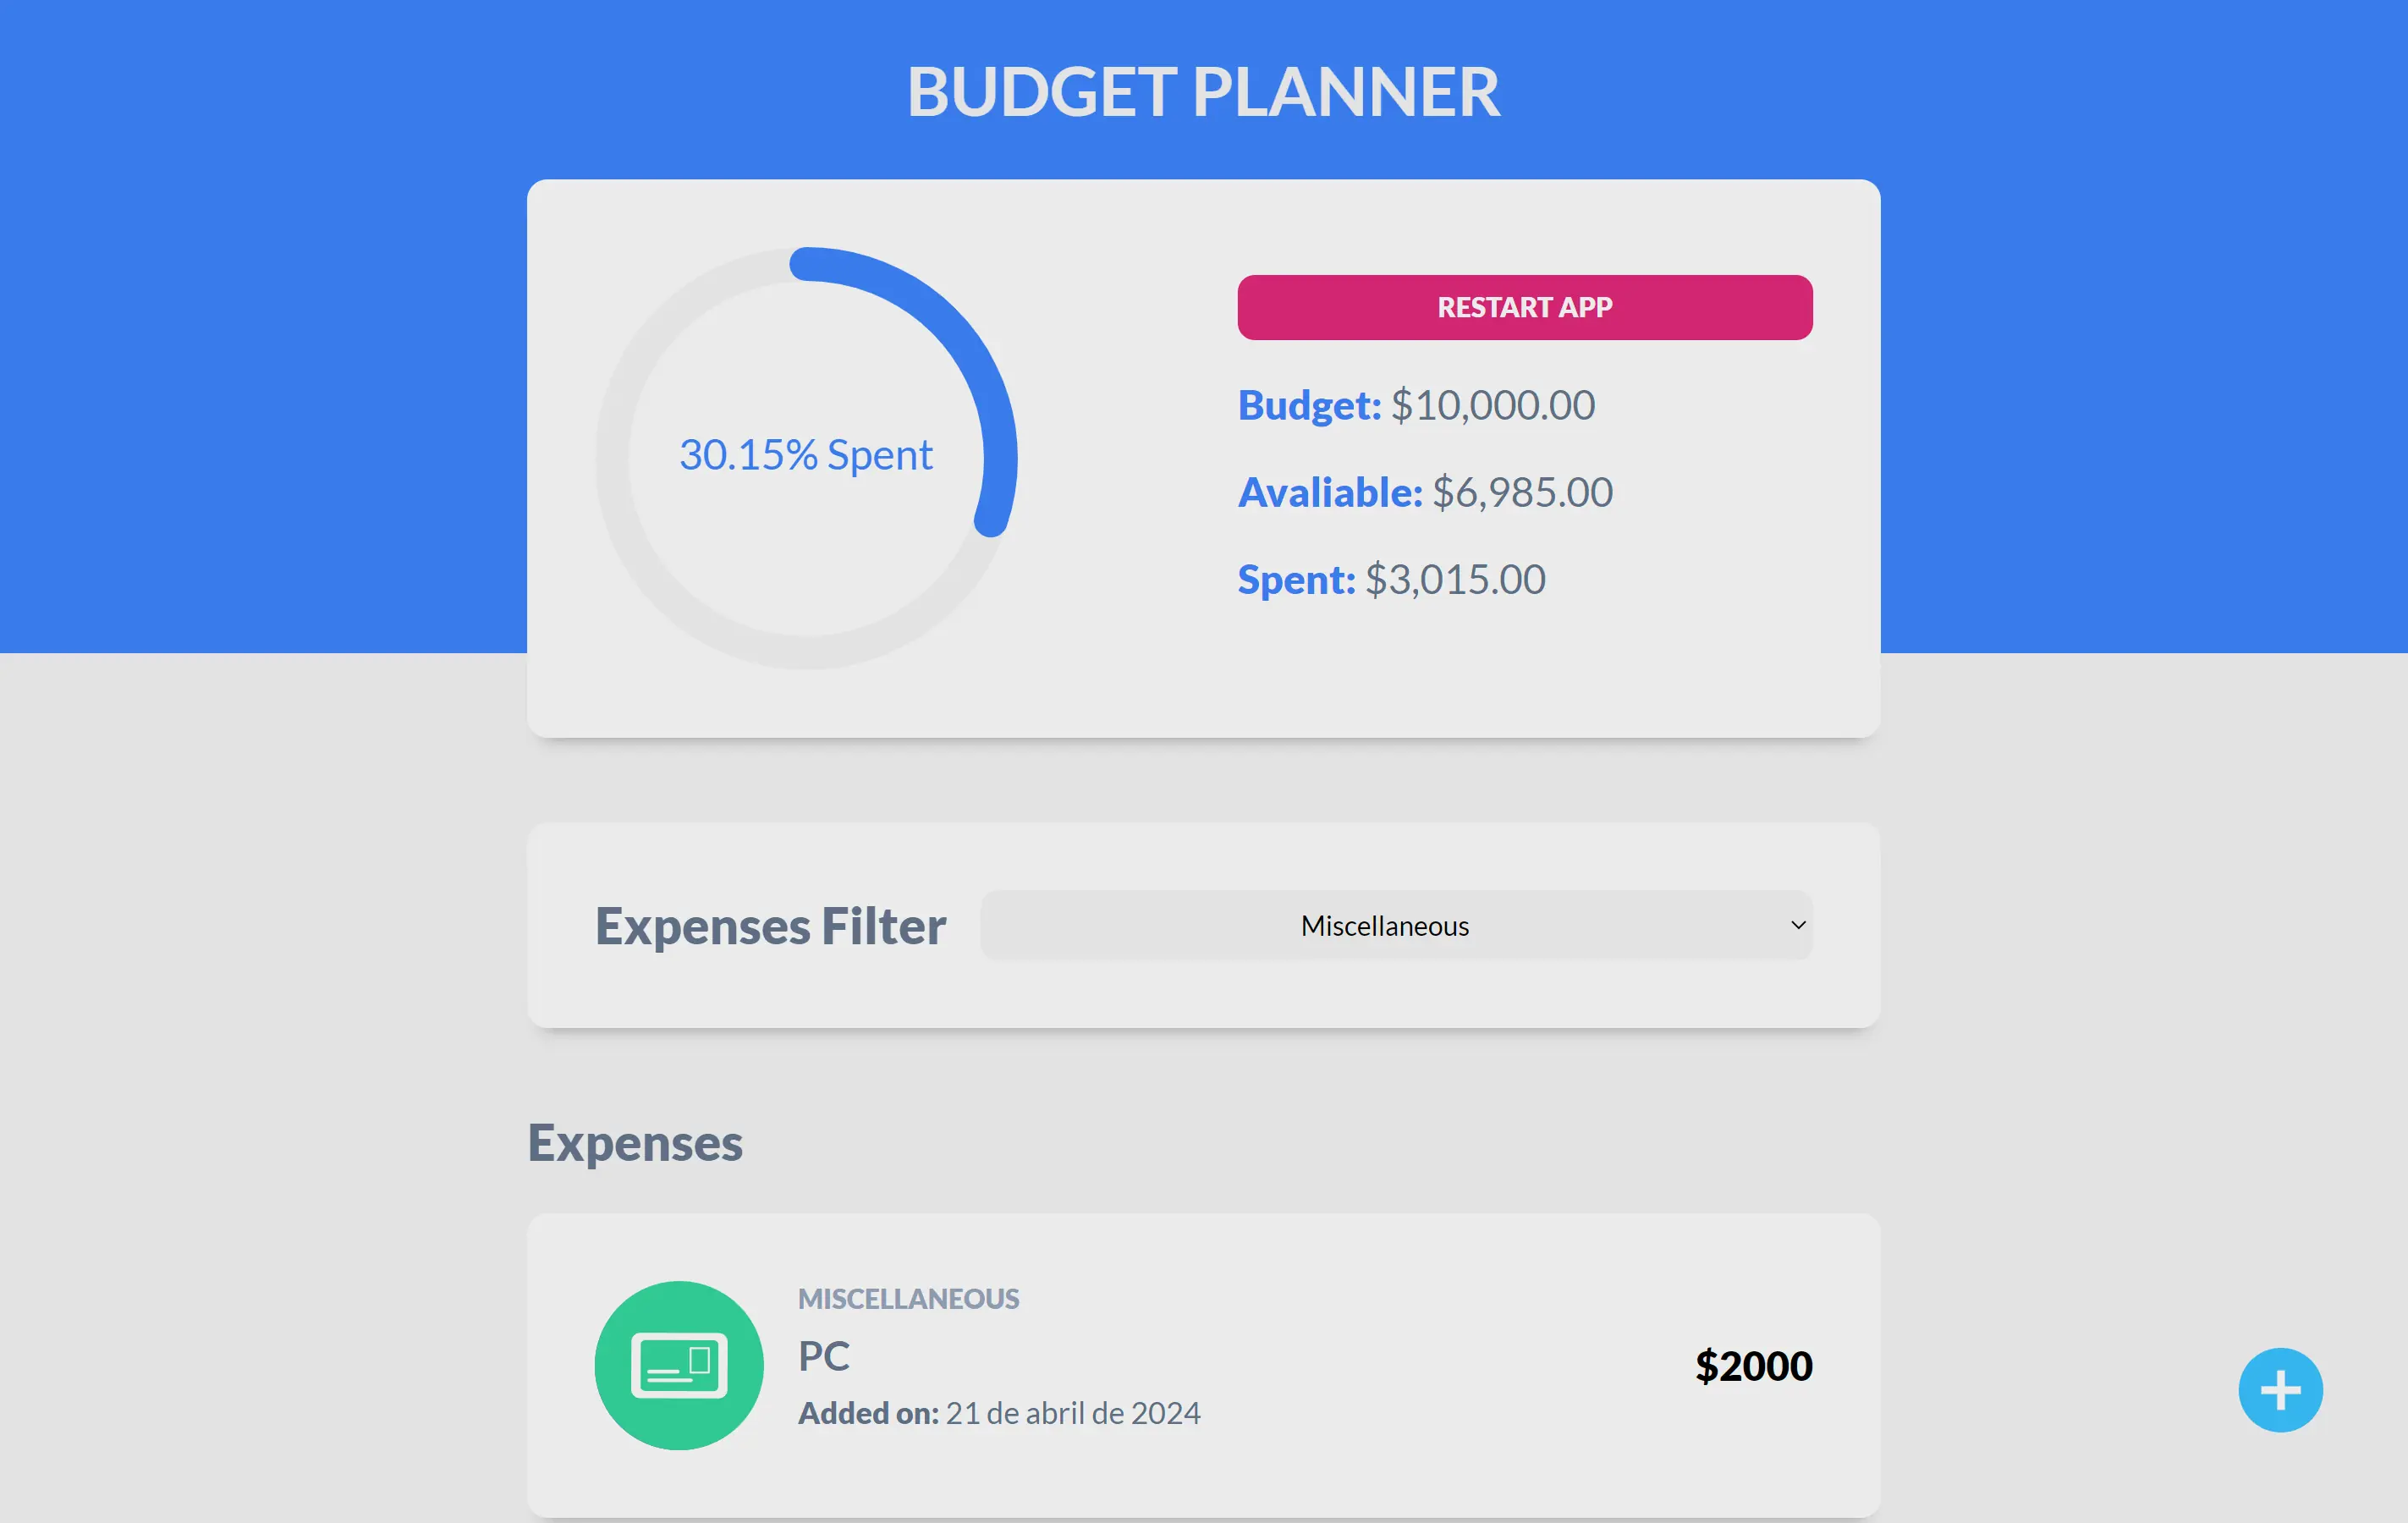 BUDGET PLANNER
30.15% Spent
RESTART APP
Budget: $10,000.00
Avaliable: $6,985.00
Spent: $3,015.00
Expenses Filter
Miscellaneous
Expenses
MISCELLANEOUS
PC
Added on: 21 de abril de 2024
$2000